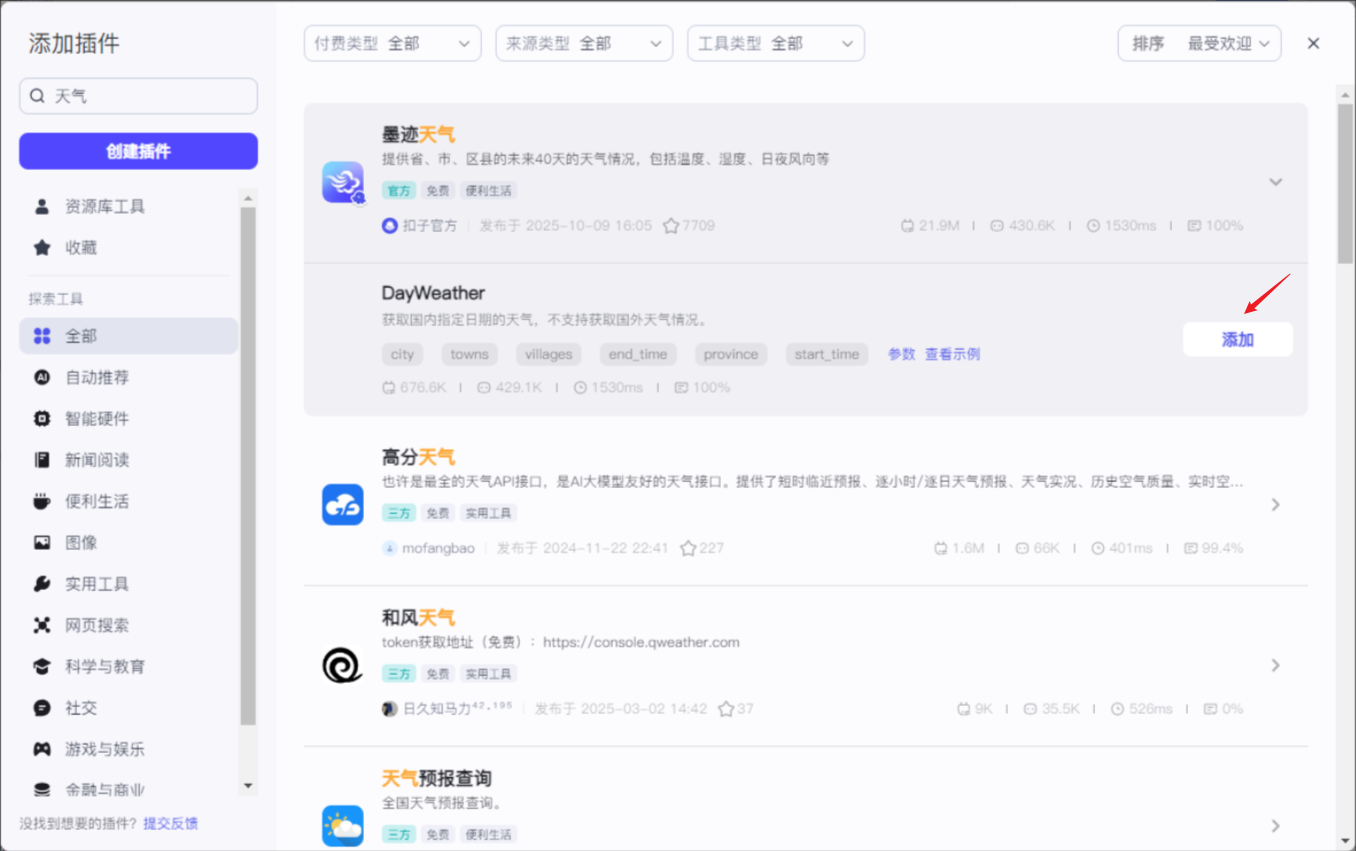 添加插件
天气
创建插件
资源库工具
收藏
探索工具
全部
自动推荐
智能硬件
新闻阅读
便利生活
图像
实用工具
网页搜索
科学与教育
社交
游戏与娱乐
金融与商业
没找到想要的插件? 提交反馈
付费类型 全部
来源类型 全部
工具类型 全部
排序 最受欢迎
墨迹天气
提供省、市、区县的未来40天的天气情况，包括温度、湿度、日夜风向等
官方 免费 便利生活
扣子官方 发布于 2025-10-09 16:05 7709 21.9M 430.6K 1530ms 100%
DayWeather
获取国内指定日期的天气，不支持获取国外天气情况。
添加
city towns villages end_time province start_time 参数 查看示例
676.6K 429.1K 1530ms 100%
高分天气
也许是最全的天气API接口，是AI大模型友好的天气接口。提供了短时临近预报、逐小时/逐日天气预报、天气实况、历史空气质量、实时空...
三方 免费 实用工具
mofangbao 发布于 2024-11-22 22:41 227 1.6M 66K 401ms 99.4%
和风天气
token获取地址（免费）：https://console.qweather.com
三方 免费 实用工具
日久知马力⁴²·¹⁹⁵ 发布于 2025-03-02 14:42 37 9K 35.5K 526ms 0%
天气预报查询
全国天气预报查询。
三方 免费 便利生活